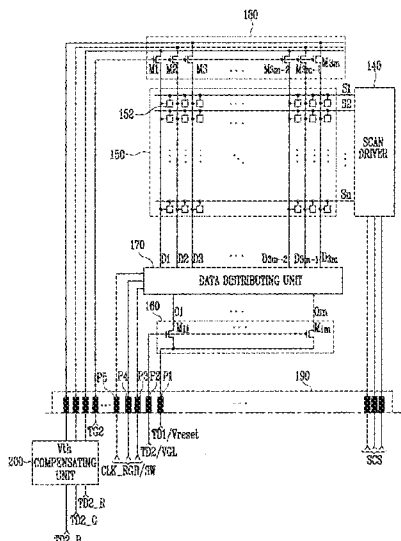 180
M1 M2 M3 ... M3m-2 M3m-1 M3m
140
S1
152
S2
150
SCAN DRIVER
Sn
170
D1 D2 D3 ... D3m-2 D3m-1 D3m
DATA DISTRIBUTING UNIT
160
O1 ... Om
M11 M1m
P5 P4 P3 P2 P1
190
TG2
TD1/Vreset
200
Vth COMPENSATING UNIT
TD2/VGL
CLK_RGB/SW
SCS
TD2_R
TD2_G
TD2_B